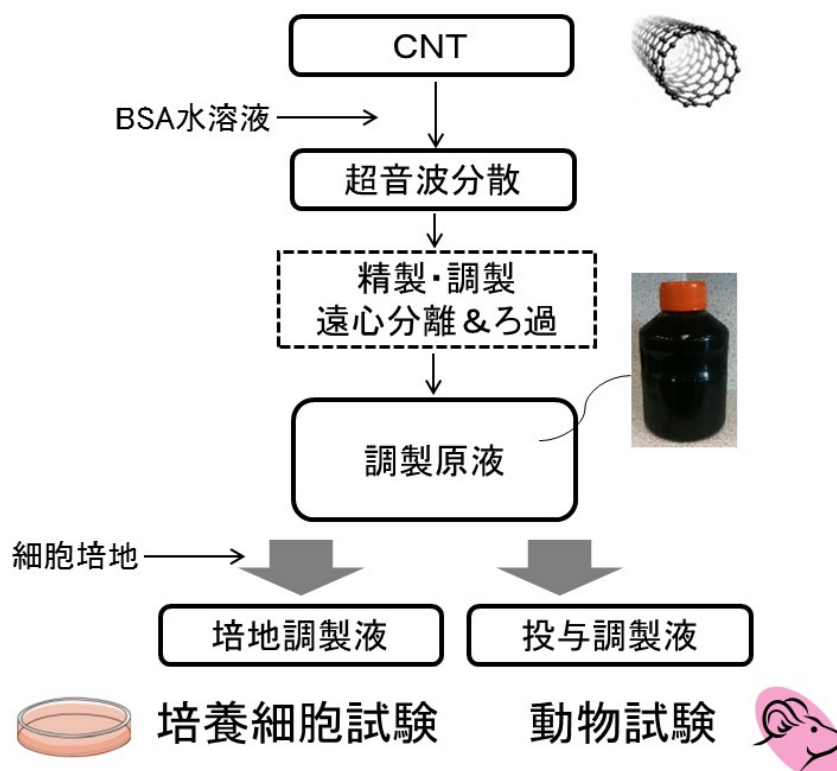 CNT
BSA水溶液
超音波分散
精製・調製
遠心分離&ろ過
調製原液
細胞培地
培地調製液
投与調製液
培養細胞試験
動物試験